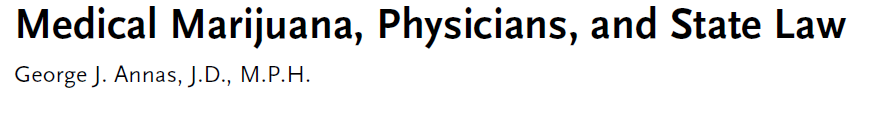 Medical Marijuana, Physicians, and State Law
George J. Annas, J.D., M.P.H.